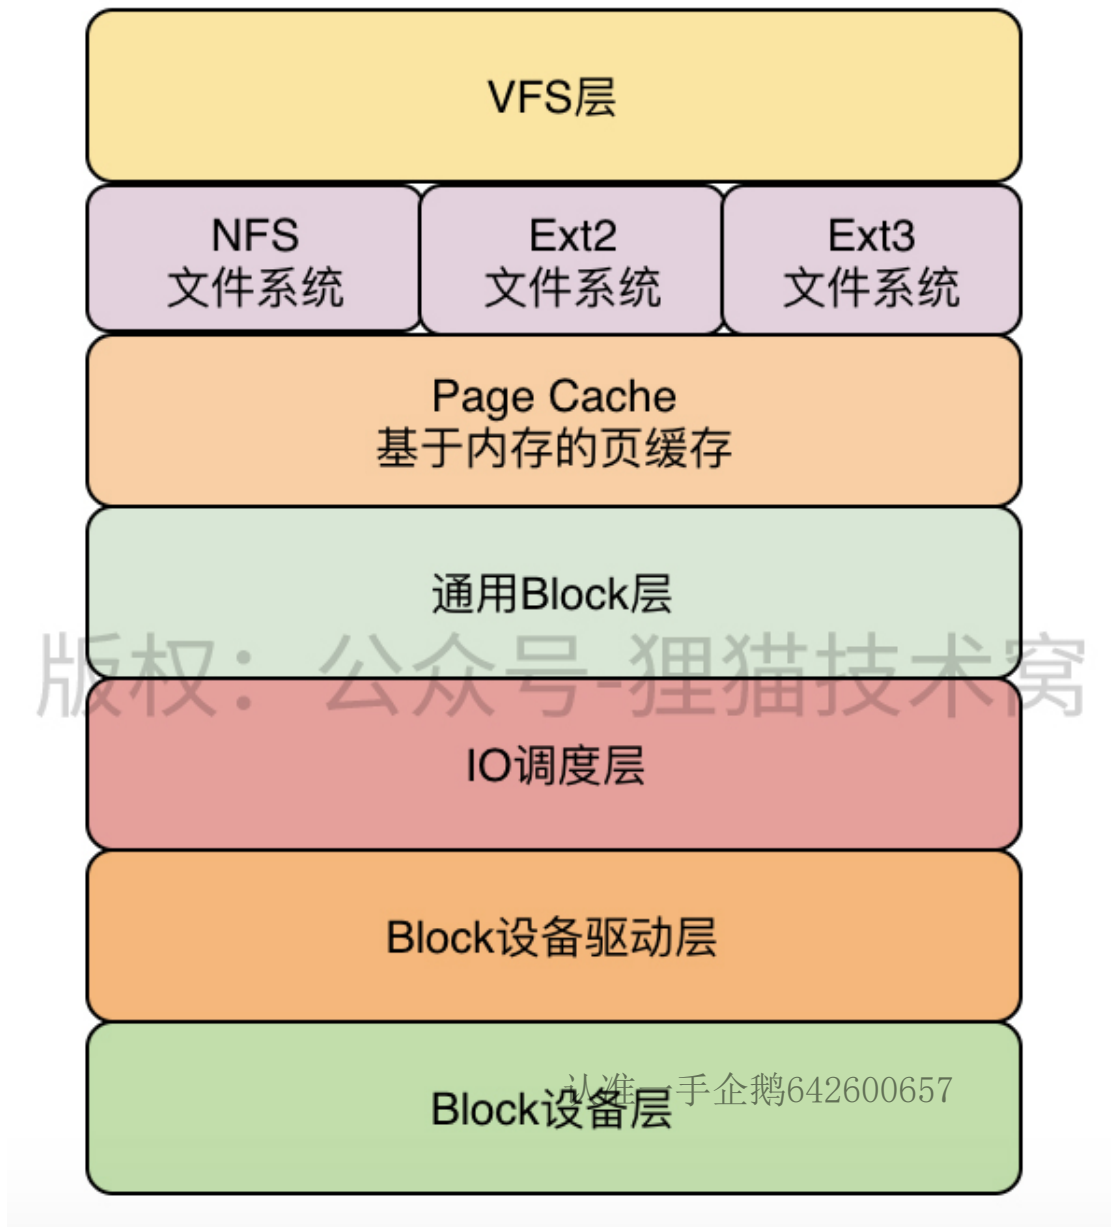 VFS层
NFS
文件系统
Ext2
文件系统
Ext3
文件系统
Page Cache
基于内存的页缓存
通用Block层
版权：公众号-狸猫技术窝
IO调度层
Block设备驱动层
认准一手企鹅642600657
Block设备层